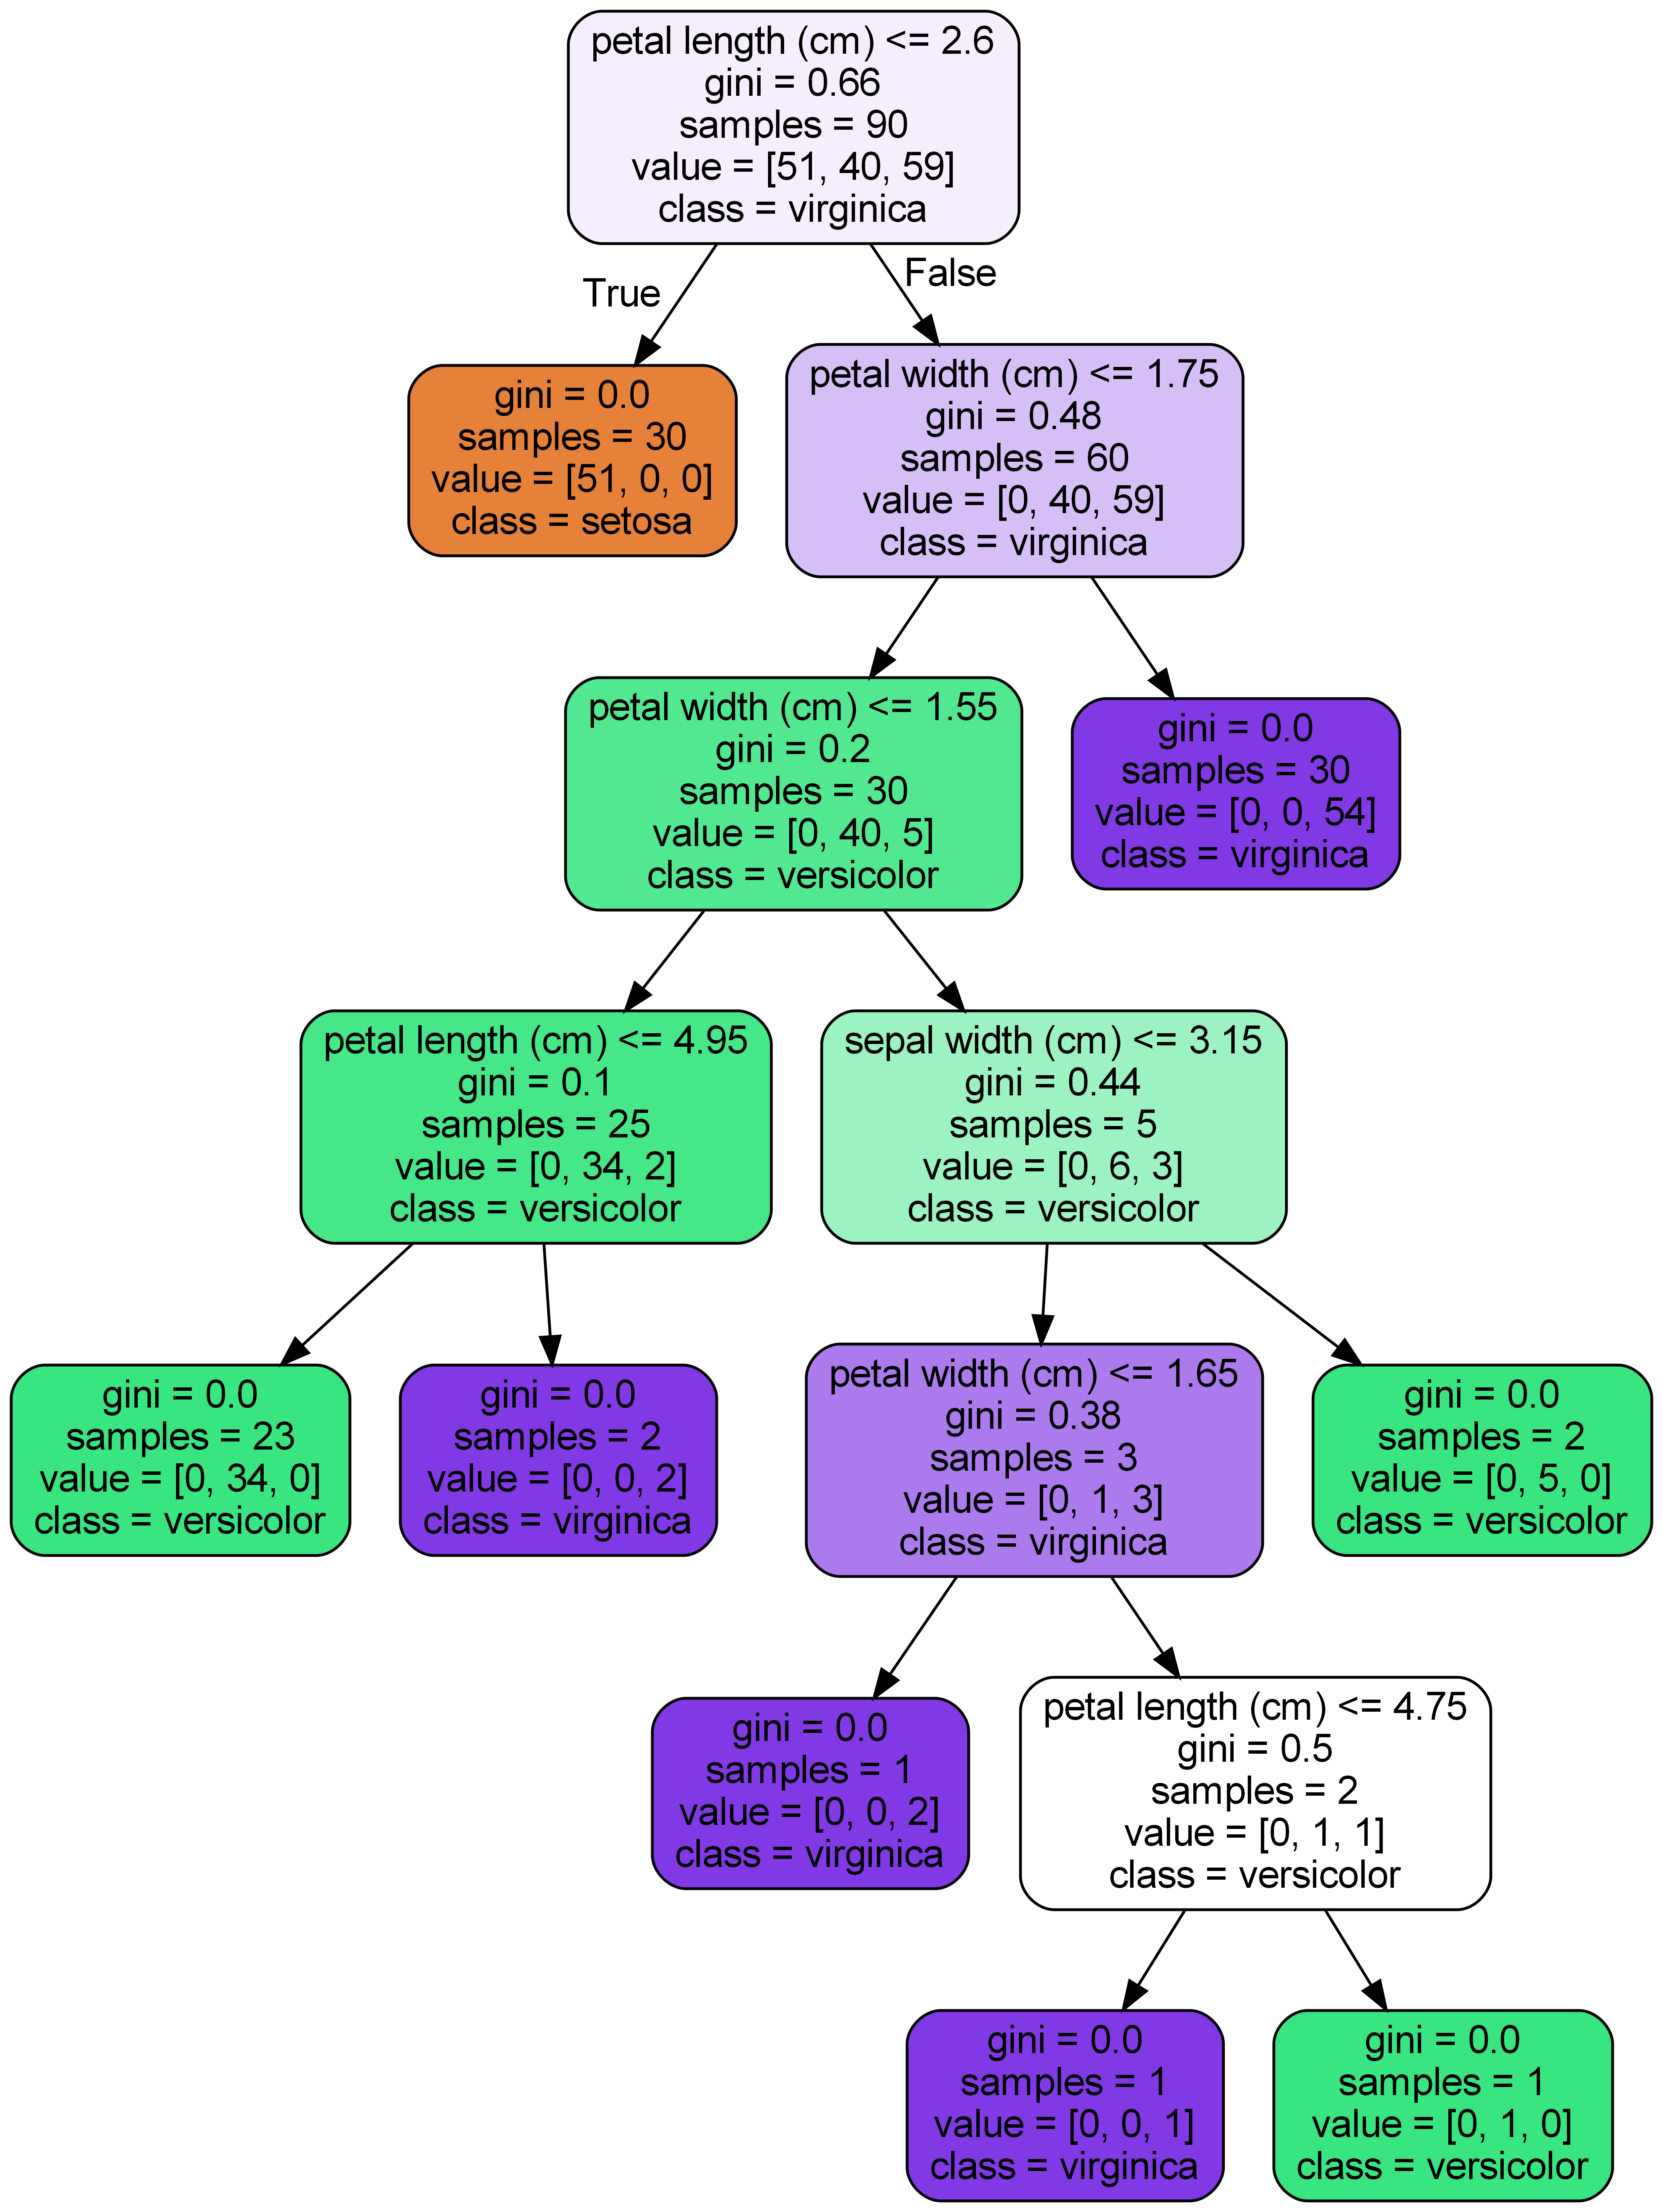 petal length (cm) <= 2.6
gini = 0.66
samples = 90
value = [51, 40, 59]
class = virginica
True
False
gini = 0.0
samples = 30
value = [51, 0, 0]
class = setosa
petal width (cm) <= 1.75
gini = 0.48
samples = 60
value = [0, 40, 59]
class = virginica
petal width (cm) <= 1.55
gini = 0.2
samples = 30
value = [0, 40, 5]
class = versicolor
gini = 0.0
samples = 30
value = [0, 0, 54]
class = virginica
petal length (cm) <= 4.95
gini = 0.1
samples = 25
value = [0, 34, 2]
class = versicolor
sepal width (cm) <= 3.15
gini = 0.44
samples = 5
value = [0, 6, 3]
class = versicolor
gini = 0.0
samples = 23
value = [0, 34, 0]
class = versicolor
gini = 0.0
samples = 2
value = [0, 0, 2]
class = virginica
petal width (cm) <= 1.65
gini = 0.38
samples = 3
value = [0, 1, 3]
class = virginica
gini = 0.0
samples = 2
value = [0, 5, 0]
class = versicolor
gini = 0.0
samples = 1
value = [0, 0, 2]
class = virginica
petal length (cm) <= 4.75
gini = 0.5
samples = 2
value = [0, 1, 1]
class = versicolor
gini = 0.0
samples = 1
value = [0, 0, 1]
class = virginica
gini = 0.0
samples = 1
value = [0, 1, 0]
class = versicolor